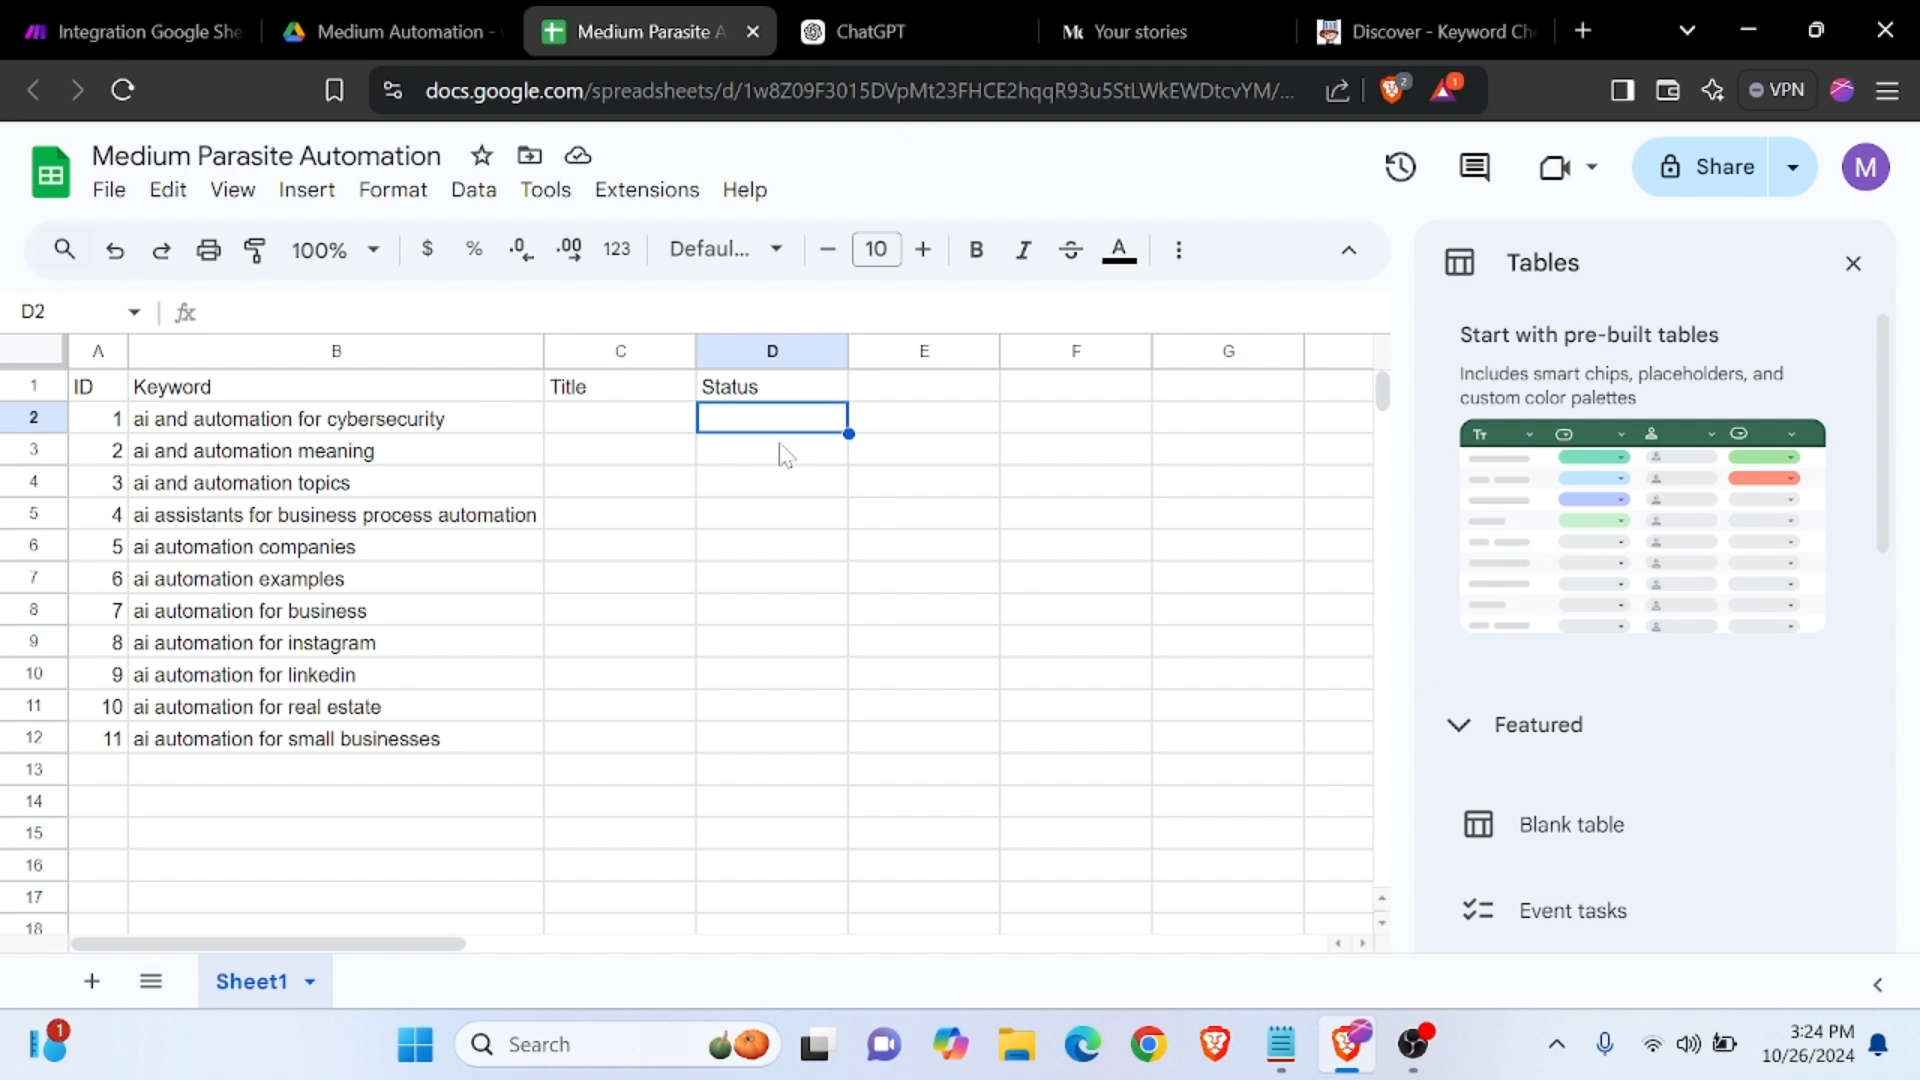 Integration Google She
Medium Automation -
Medium Parasite A
ChatGPT
Your stories
Discover - Keyword Ch
docs.google.com/spreadsheets/d/1w8Z09F3015DVpMt23FHCE2hqqR93u5StLWkEWDtcvYM/...
2
1
VPN
Medium Parasite Automation
File Edit View Insert Format Data Tools Extensions Help
Share
M
100%
$ % .0 .00 123
Defaul...
10
B I A
D2
fx
A B C D E F G
1 ID Keyword Title Status
2 1 ai and automation for cybersecurity
3 2 ai and automation meaning
4 3 ai and automation topics
5 4 ai assistants for business process automation
6 5 ai automation companies
7 6 ai automation examples
8 7 ai automation for business
9 8 ai automation for instagram
10 9 ai automation for linkedin
11 10 ai automation for real estate
12 11 ai automation for small businesses
13
14
15
16
17
18
Tables
Start with pre-built tables
Includes smart chips, placeholders, and
custom color palettes
Tт
Featured
Blank table
Event tasks
Sheet1
1
Search
3:24 PM
10/26/2024